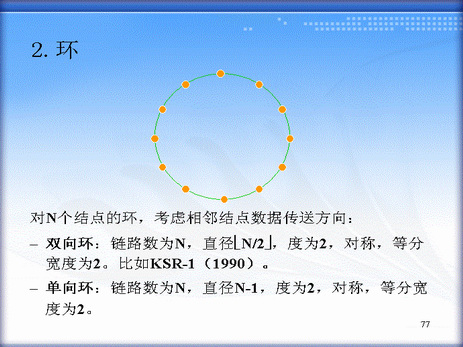 2. 环
对N个结点的环，考虑相邻结点数据传送方向：
– 双向环：链路数为N，直径⌊N/2⌋，度为2，对称，等分
宽度为2。比如KSR-1（1990）。
– 单向环：链路数为N，直径N-1，度为2，对称，等分宽
度为2。
77